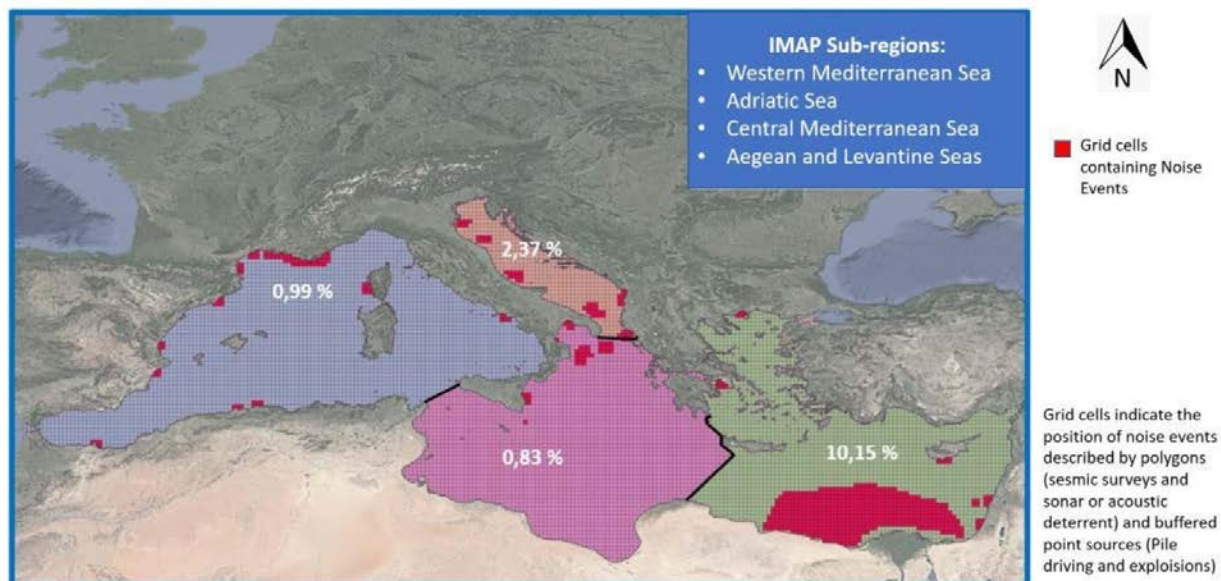 IMAP Sub-regions:
• Western Mediterranean Sea
• Adriatic Sea
• Central Mediterranean Sea
• Aegean and Levantine Seas
N
Grid cells
containing Noise
Events
2,37 %
0,99 %
0,83 %
10,15 %
Grid cells indicate the
position of noise events
described by polygons
(sesmic surveys and
sonar or acoustic
deterrent) and buffered
point sources (Pile
driving and exploisions)